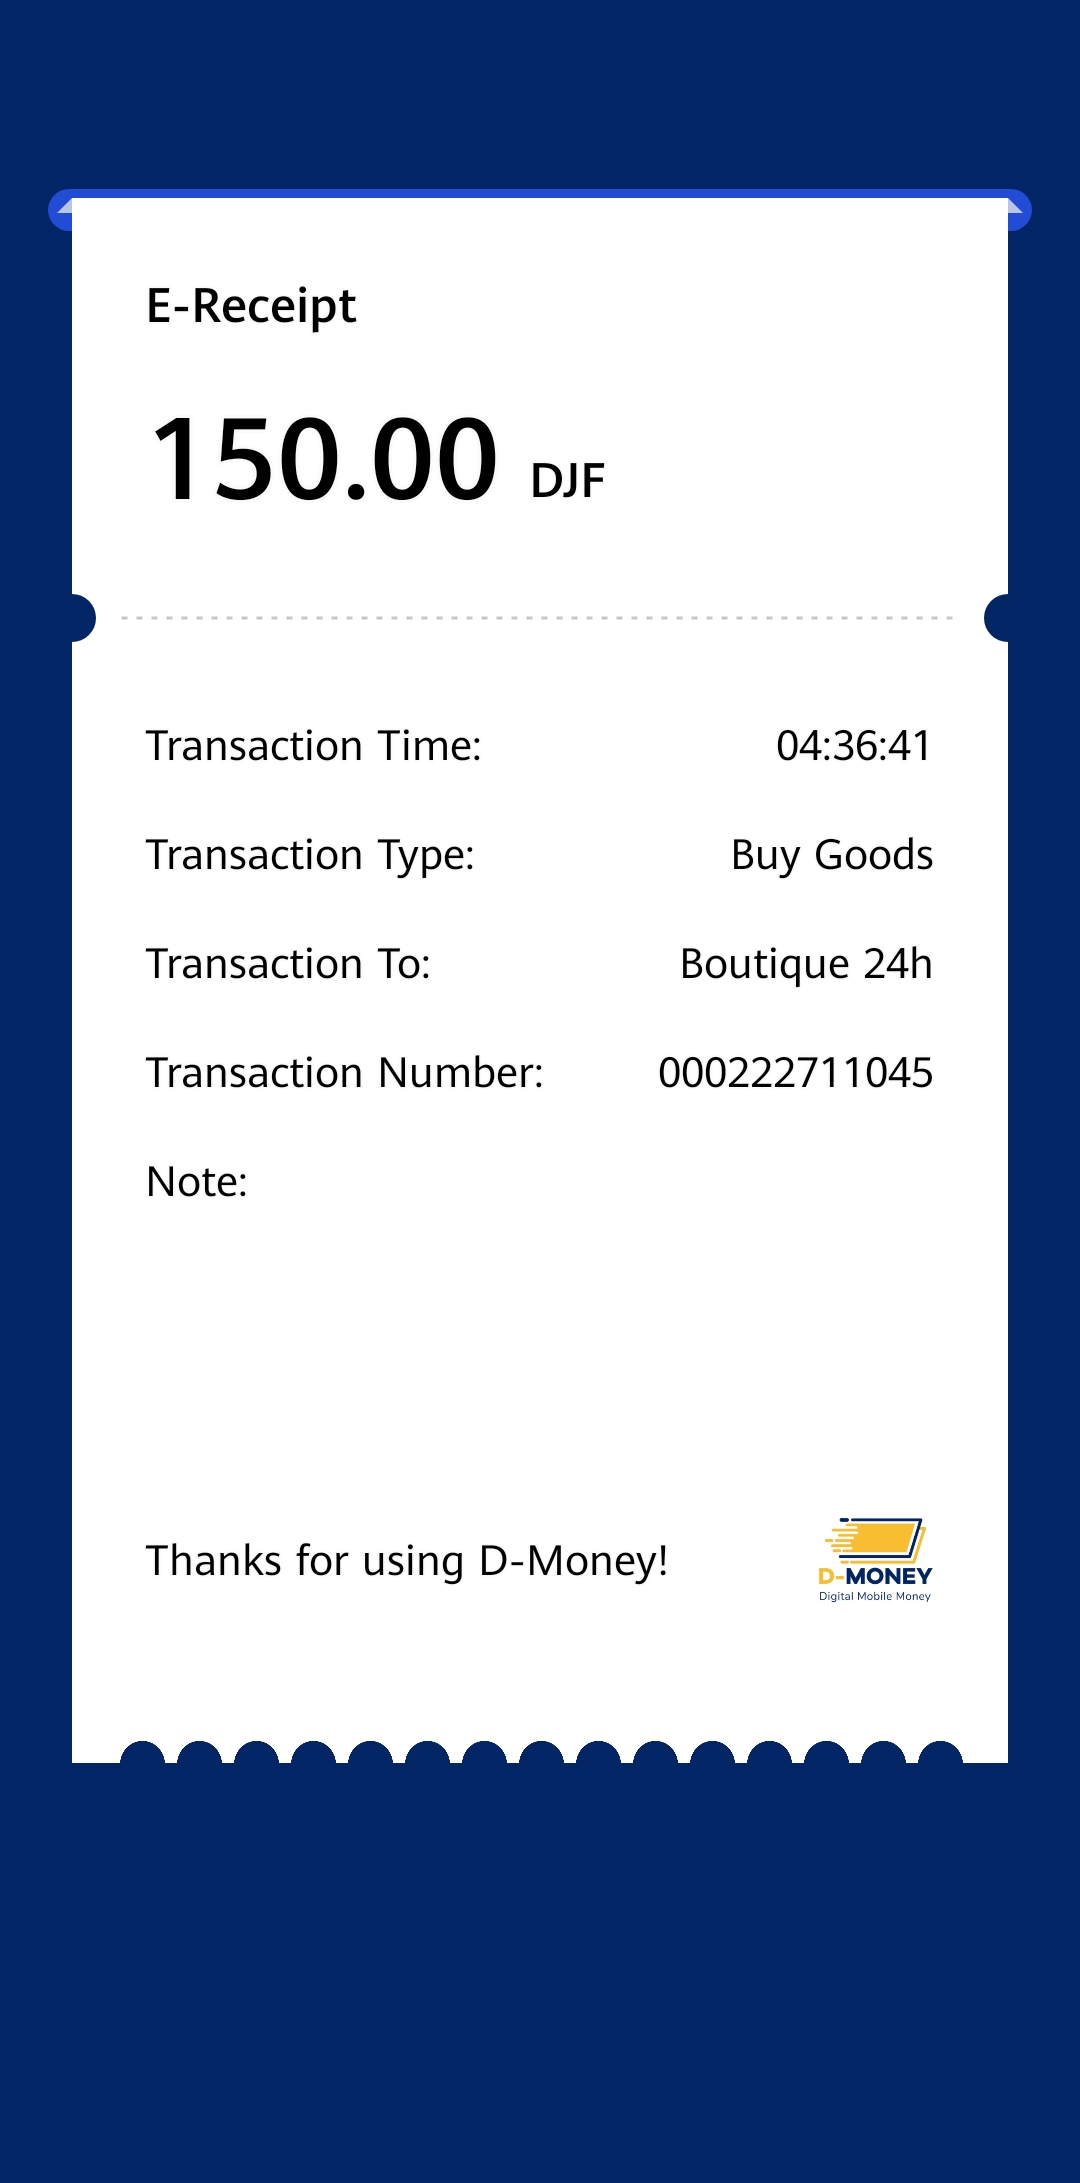 E-Receipt
150.00 DJF
Transaction Time: 04:36:41
Transaction Type: Buy Goods
Transaction To: Boutique 24h
Transaction Number: 000222711045
Note:
Thanks for using D-Money!
D-MONEY
Digital Mobile Money